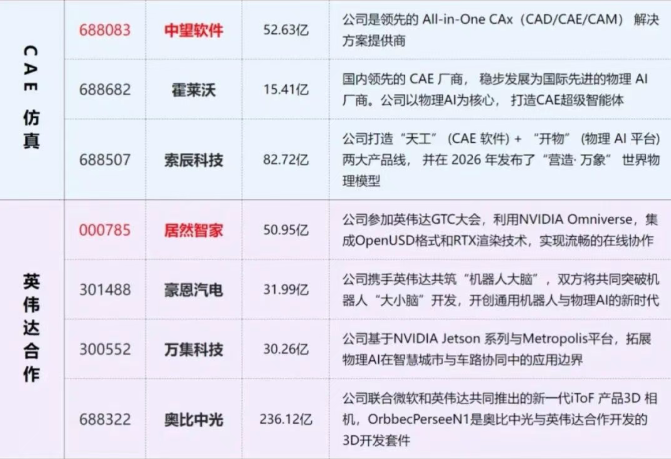 CAE 仿真
688083 中望软件 52.63亿 公司是领先的 All-in-One CAx（CAD/CAE/CAM） 解决
方案提供商
688682 霍莱沃 15.41亿 国内领先的 CAE 厂商， 稳步发展为国际先进的物理 AI
厂商。公司以物理AI为核心， 打造CAE超级智能体
688507 索辰科技 82.72亿 公司打造“天工” (CAE 软件) + “开物” (物理 AI 平台)
两大产品线， 并在 2026 年发布了“营造· 万象” 世界物
理模型
英伟达合作
000785 居然智家 50.95亿 公司参加英伟达GTC大会，利用NVIDIA Omniverse，集
成OpenUSD格式和RTX渲染技术，实现流畅的在线协作
301488 豪恩汽电 31.99亿 公司携手英伟达共筑“机器人大脑”，双方将共同突破机
器人“大小脑”开发，开创通用机器人与物理AI的新时代
300552 万集科技 30.26亿 公司基于NVIDIA Jetson 系列与Metropolis平台，拓展
物理AI在智慧城市与车路协同中的应用边界
688322 奥比中光 236.12亿 公司联合微软和英伟达共同推出的新一代iToF 产品3D 相
机，OrbbecPerseeN1是奥比中光与英伟达合作开发的
3D开发套件